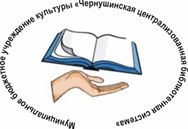 Муниципальное бюджетное учреждение культуры «Чернушинская централизованная библиотечная система»